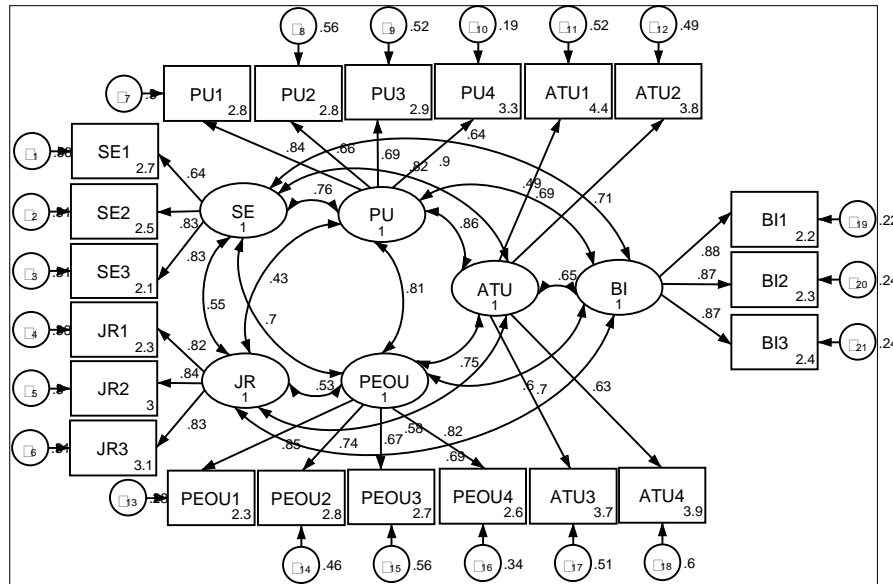 8 .56 9 .52 10 .19 11 .52 12 .49
7
PU1 2.8 PU2 2.8 PU3 2.9 PU4 3.3 ATU1 4.4 ATU2 3.8
1
SE1 2.7
.84 .66 .69 .9 .82 .64
.64 .76 .49 .69 .71
2
SE2 2.5
SE 1 PU 1
BI1 2.2 19 .22
.83 .86
.83
.88
3
SE3 2.1
.43 .81 ATU 1 .65 BI 1 .87 BI2 2.3 20 .24
.55 .7
.87
4
JR1 2.3
BI3 2.4 21 .24
.82 .75
5
JR2 3
.84 JR 1 .53 PEOU 1 .6 .7 .63
.83
6
JR3 3.1
.85 .74 .67 .58 .82 .69
13
PEOU1 2.3 PEOU2 2.8 PEOU3 2.7 PEOU4 2.6 ATU3 3.7 ATU4 3.9
14 .46 15 .56 16 .34 17 .51 18 .6